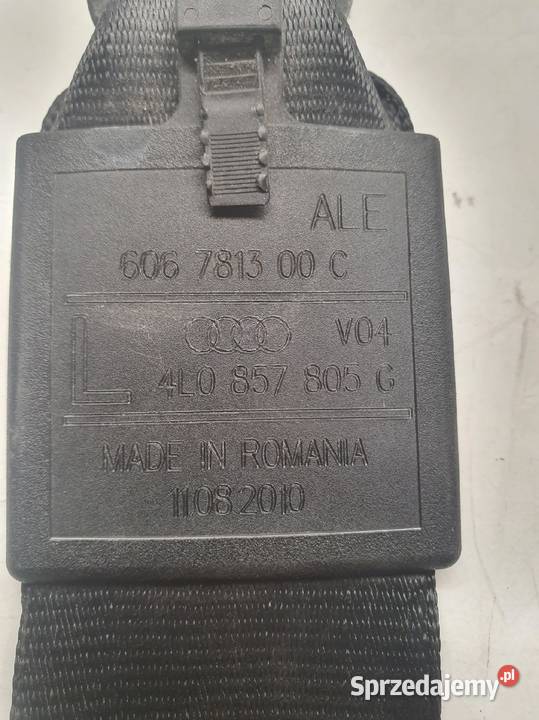 ALE
606 7813 00 C
L V04
4L0 857 805 G
MADE IN ROMANIA
11082010
Sprzedajemy.pl